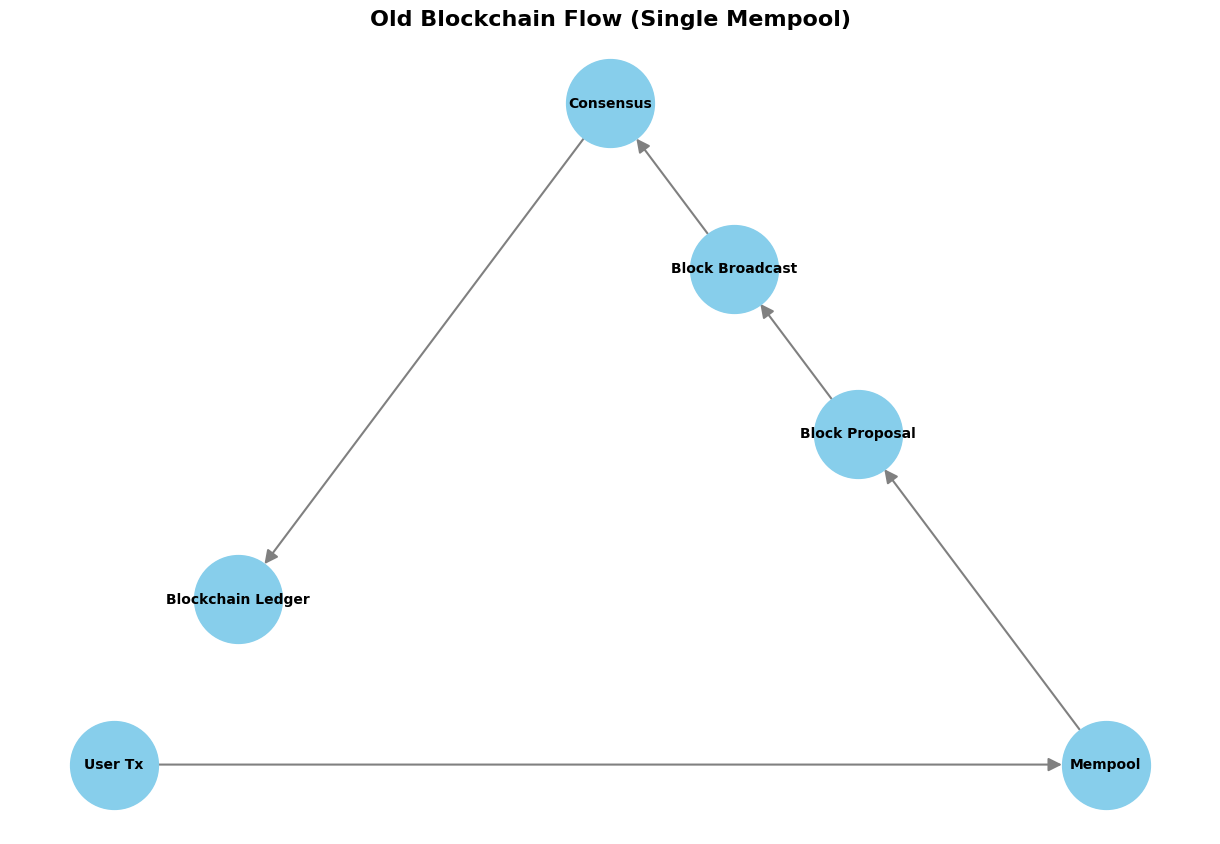 Old Blockchain Flow (Single Mempool)
Consensus
Block Broadcast
Block Proposal
Blockchain Ledger
User Tx
Mempool